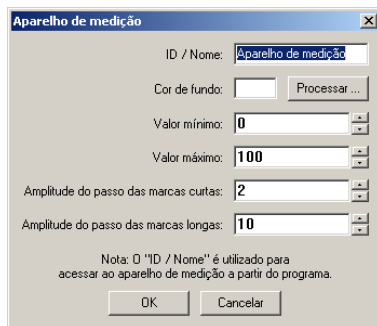 Aparelho de medição
ID / Nome: Aparelho de medição
Cor de fundo: Processar ...
Valor mínimo: 0
Valor máximo: 100
Amplitude do passo das marcas curtas: 2
Amplitude do passo das marcas longas: 10
Nota: O "ID / Nome" é utilizado para
acessar ao aparelho de medição a partir do programa.
OK Cancelar